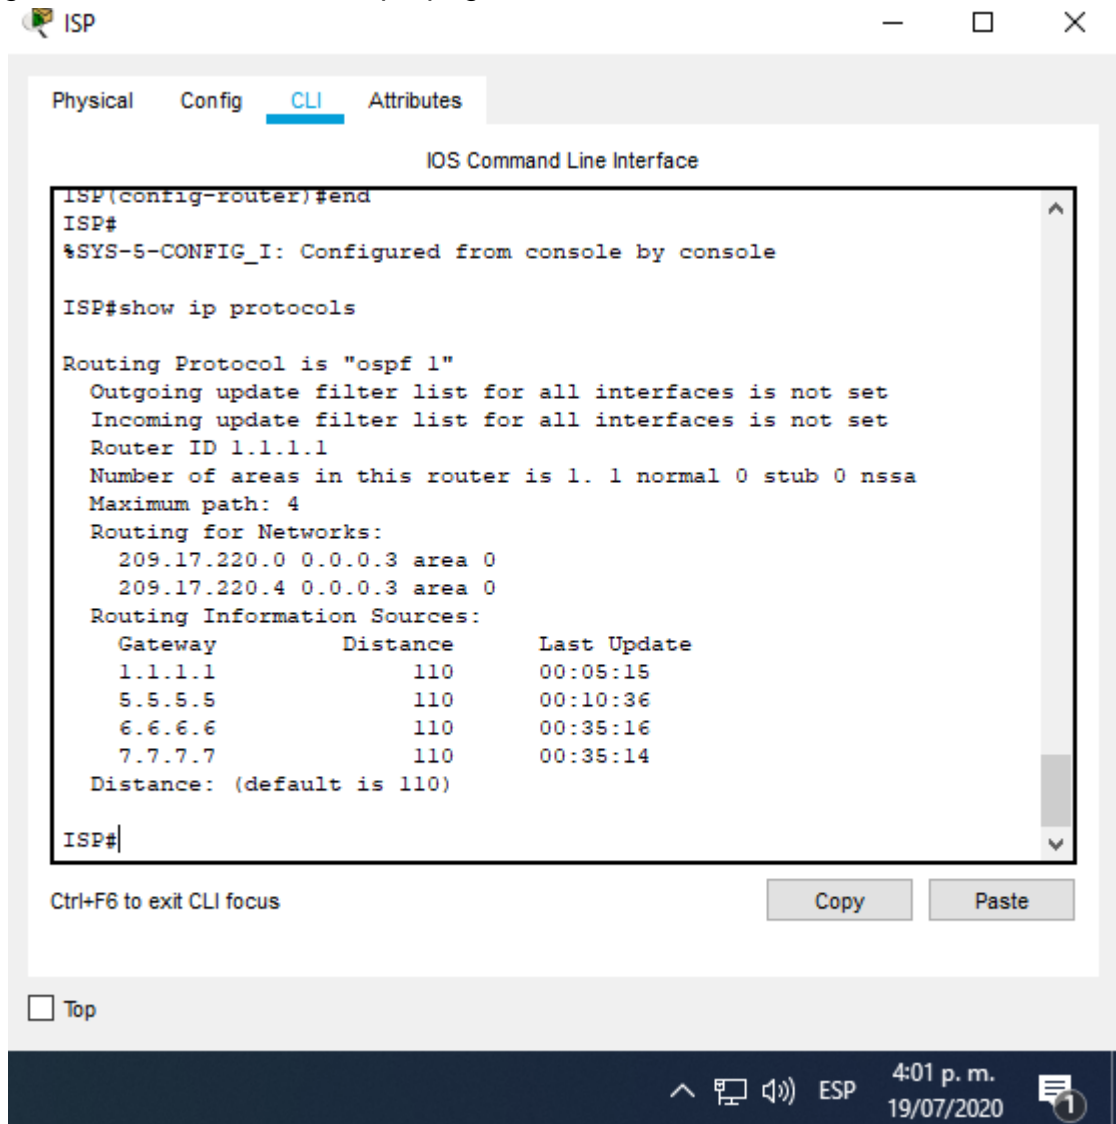 ISP
Physical Config CLI Attributes
IOS Command Line Interface
ISP(config-router)#end
ISP#
%SYS-5-CONFIG_I: Configured from console by console
ISP#show ip protocols
Routing Protocol is "ospf 1"
Outgoing update filter list for all interfaces is not set
Incoming update filter list for all interfaces is not set
Router ID 1.1.1.1
Number of areas in this router is 1. 1 normal 0 stub 0 nssa
Maximum path: 4
Routing for Networks:
209.17.220.0 0.0.0.3 area 0
209.17.220.4 0.0.0.3 area 0
Routing Information Sources:
Gateway Distance Last Update
1.1.1.1 110 00:05:15
5.5.5.5 110 00:10:36
6.6.6.6 110 00:35:16
7.7.7.7 110 00:35:14
Distance: (default is 110)
ISP#
Ctrl+F6 to exit CLI focus
Copy Paste
Top
ESP 4:01 p. m.
19/07/2020 1